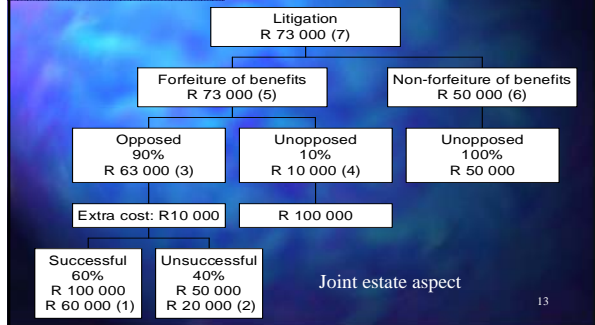 Litigation
R 73 000 (7)
Forfeiture of benefits
R 73 000 (5)
Non-forfeiture of benefits
R 50 000 (6)
Opposed
90%
R 63 000 (3)
Unopposed
10%
R 10 000 (4)
Unopposed
100%
R 50 000
Extra cost: R10 000
R 100 000
Successful
60%
R 100 000
R 60 000 (1)
Unsuccessful
40%
R 50 000
R 20 000 (2)
Joint estate aspect
13